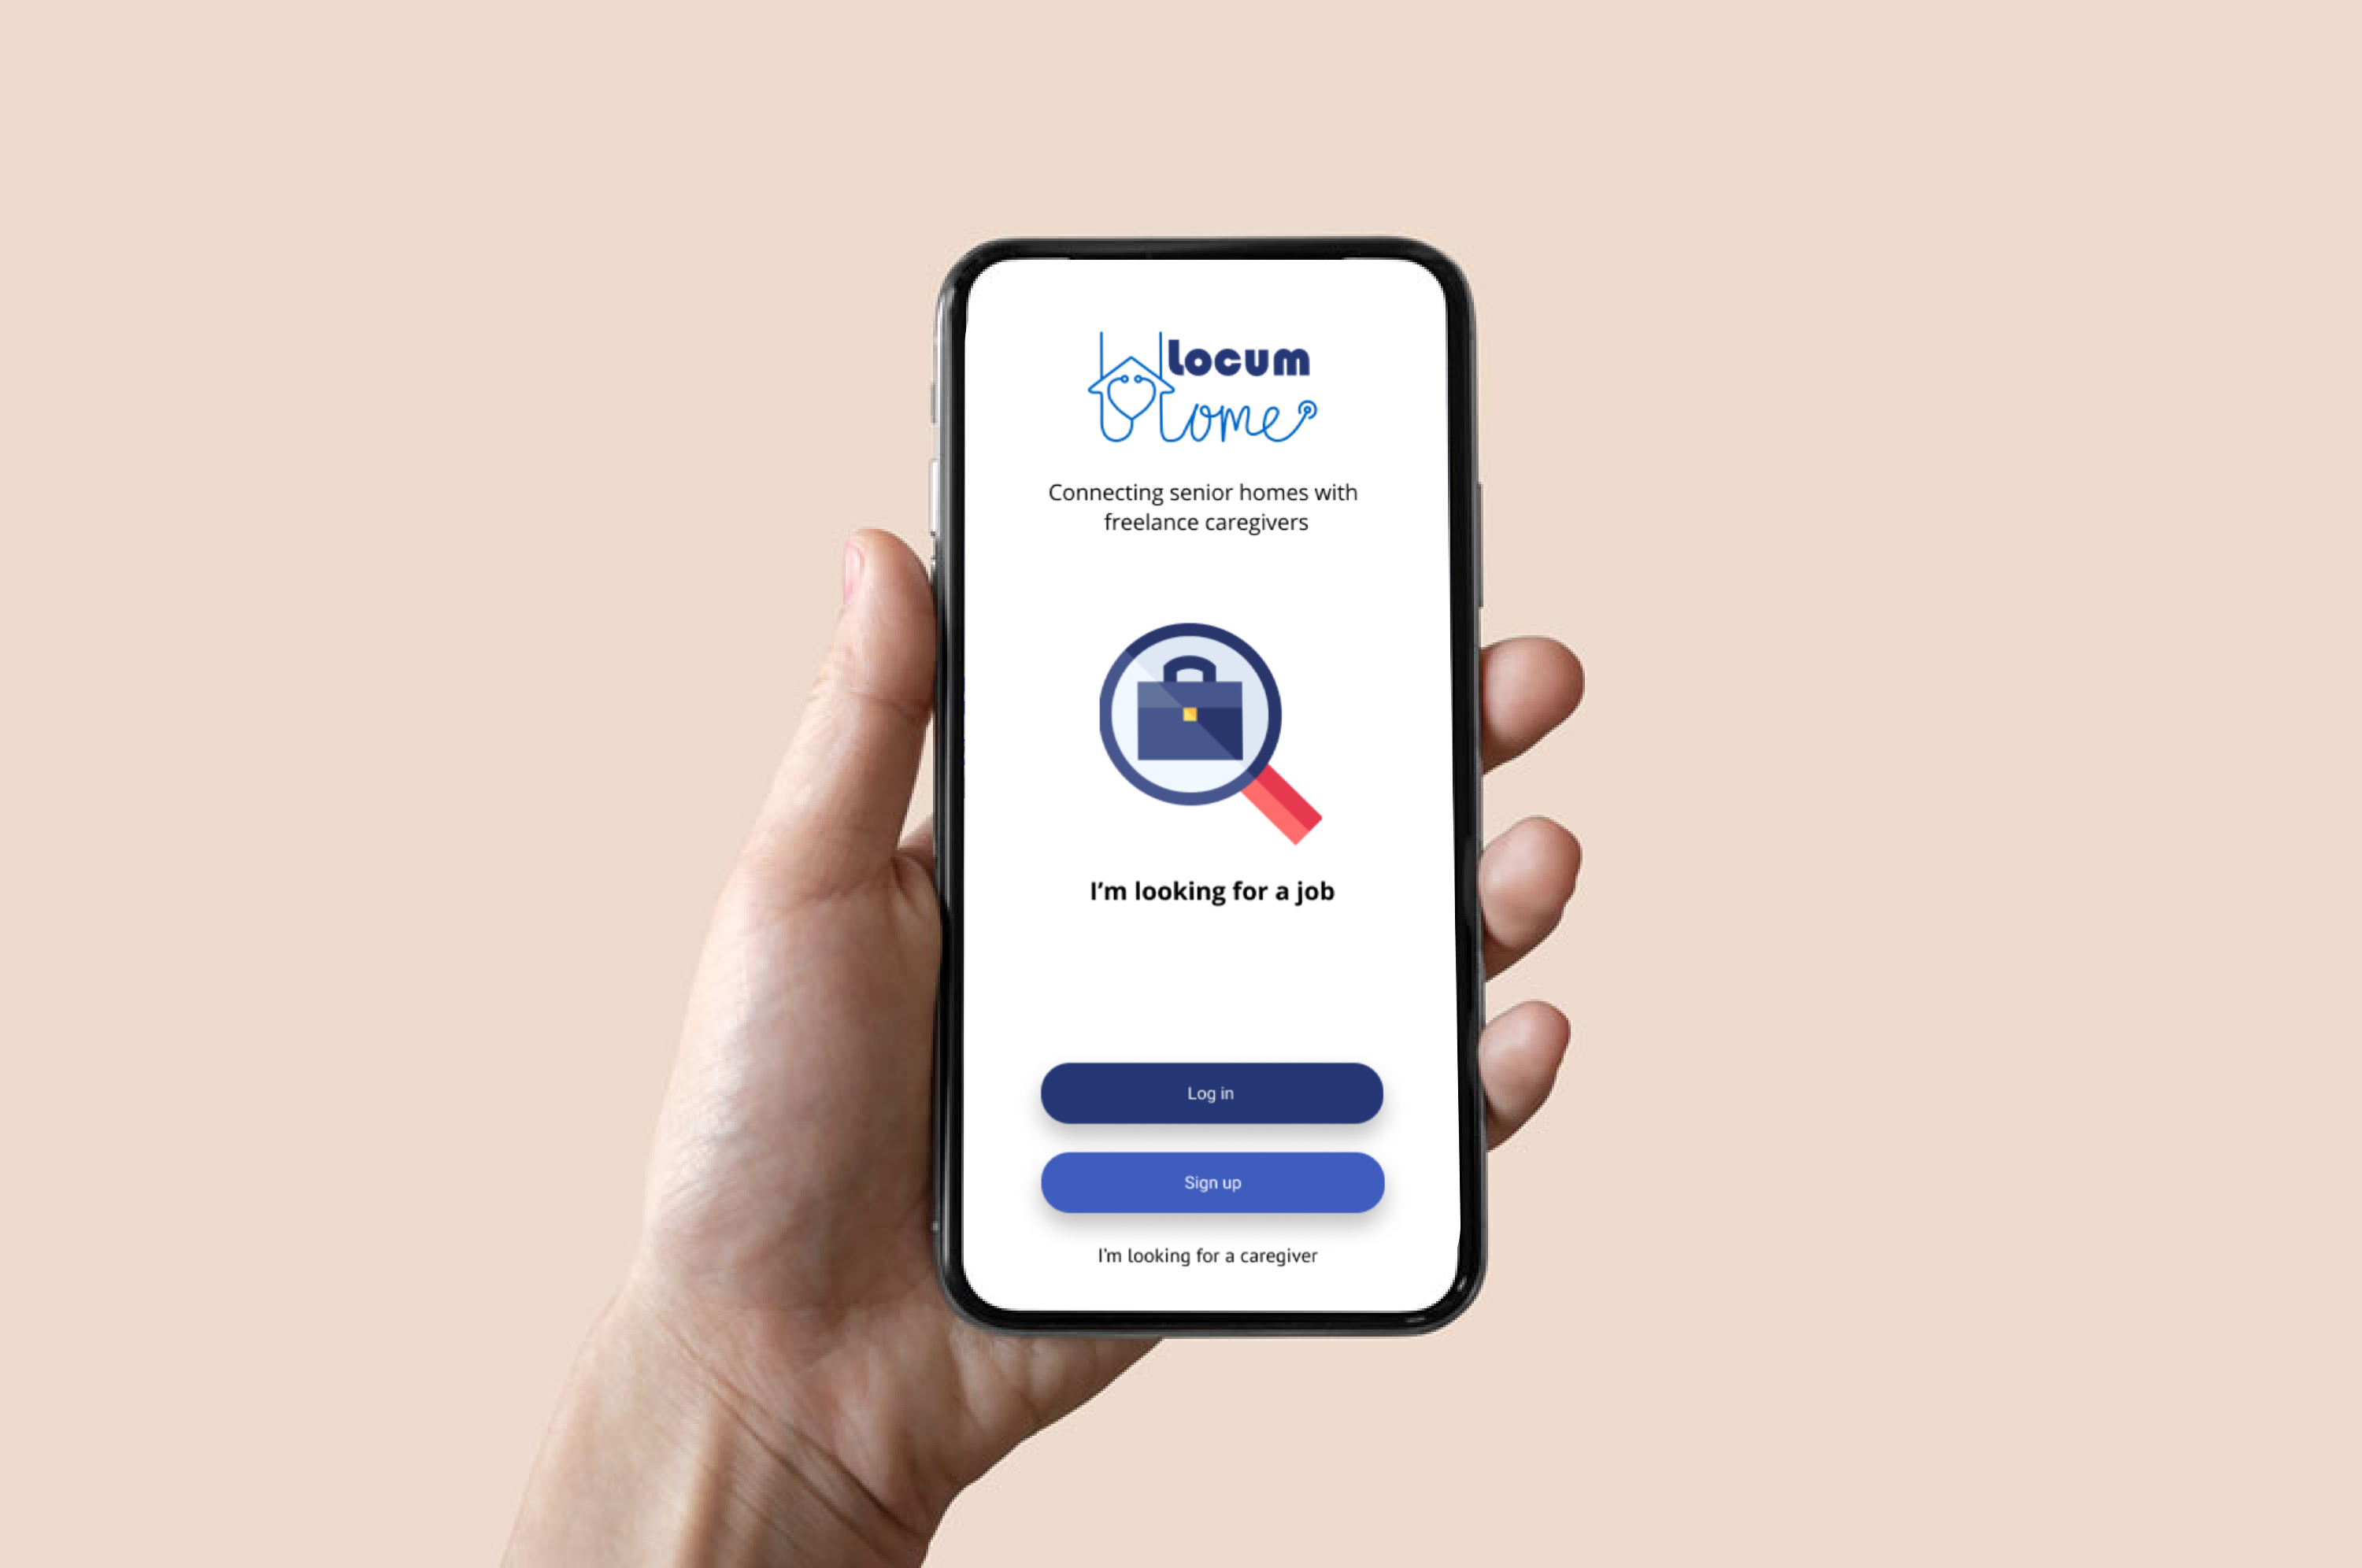 Locum
Home
Connecting senior homes with
freelance caregivers
I'm looking for a job
Log in
Sign up
I'm looking for a caregiver